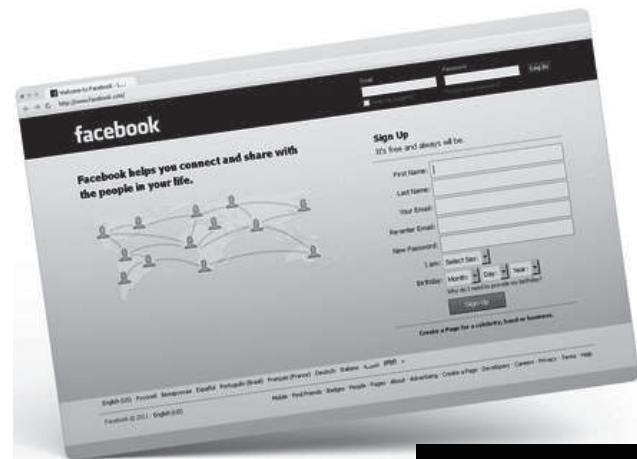 Welcome to Facebook - L...
http://www.facebook.com/
facebook
Email
Password
Log In
Facebook helps you connect and share with
the people in your life.
Sign Up
It's free and always will be.
First Name:
Last Name:
Your Email:
Re-enter Email:
New Password:
I am: Select Sex:
Birthday: Month: Day: Year:
Why do I need to provide my birthday?
Sign Up
Create a Page for a celebrity, band or business.
English (US) Русский Беларуская Español Português (Brasil) Français (France) Deutsch Italiano العربية हिन्दी »
Facebook © 2011 · English (US)
Mobile · Find Friends · Badges · People · Pages · About · Advertising · Create a Page · Developers · Careers · Privacy · Terms · Help